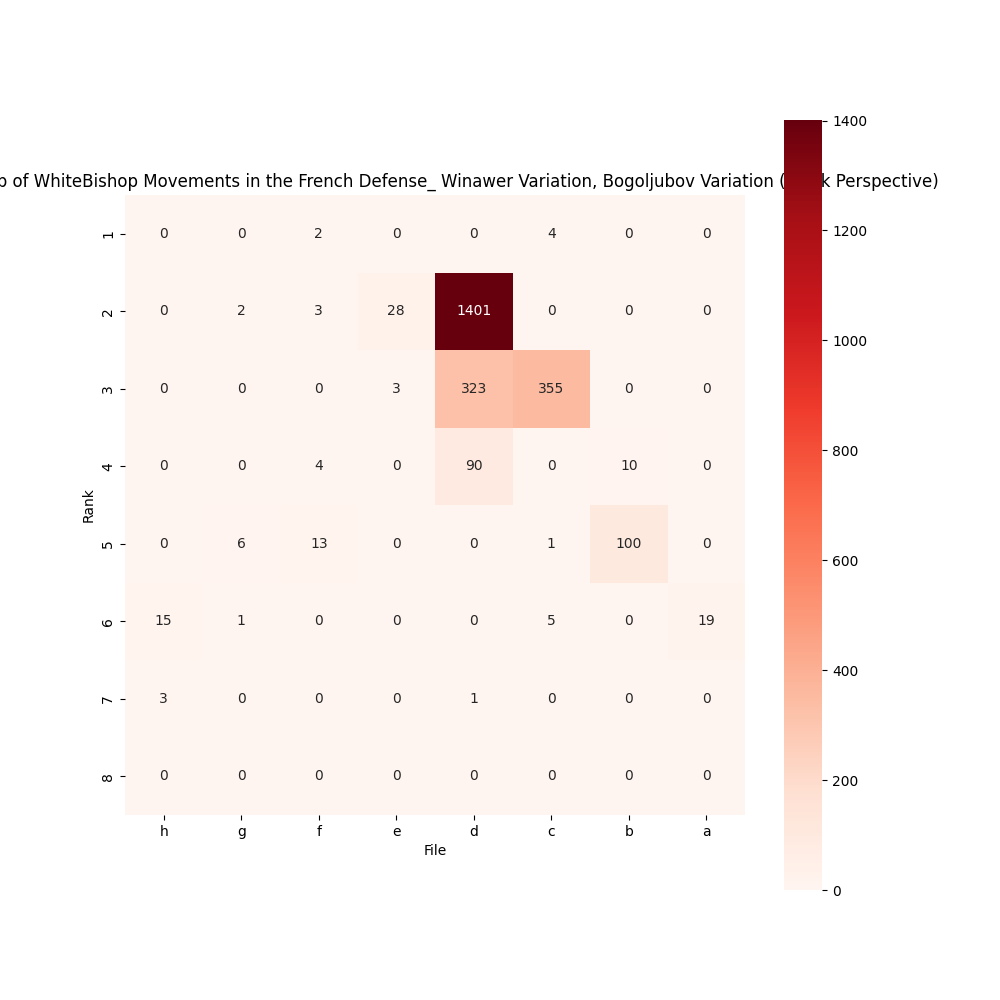 of WhiteBishop Movements in the French Defense_ Winawer Variation, Bogoljubov Variation ( Perspective)
1400
1 0 0 2 0 0 4 0 0
1200
2 0 2 3 28 1401 0 0 0
3 0 0 0 3 323 355 0 0
1000
4 0 0 4 0 90 0 10 0
800
Rank
5 0 6 13 0 0 1 100 0
600
6 15 1 0 0 0 5 0 19
400
7 3 0 0 0 1 0 0 0
200
8 0 0 0 0 0 0 0 0
h g f e d c b a
File
0